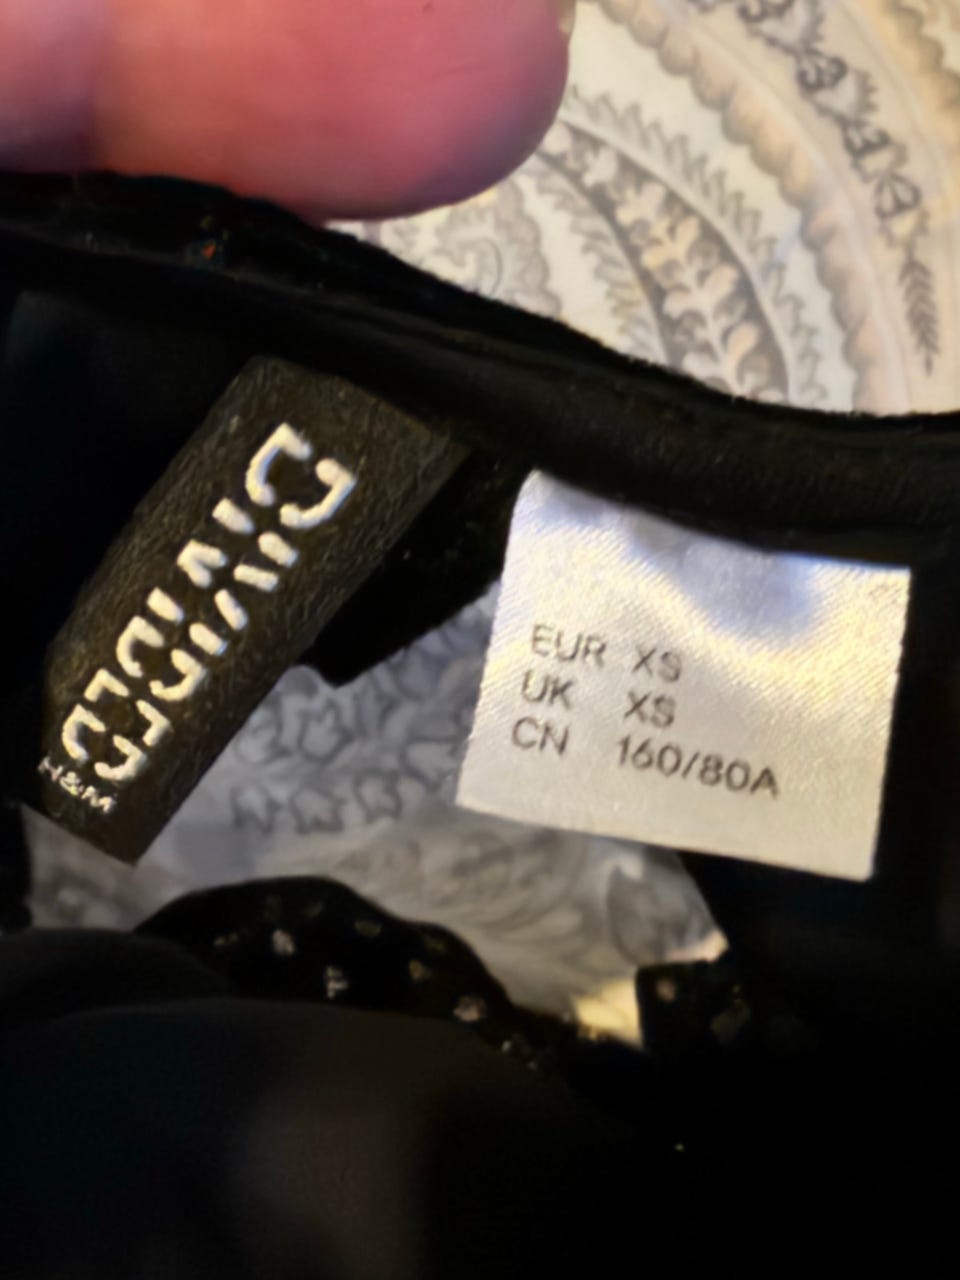 DIVIDED
H&M
EUR XS
UK XS
CN 160/80A